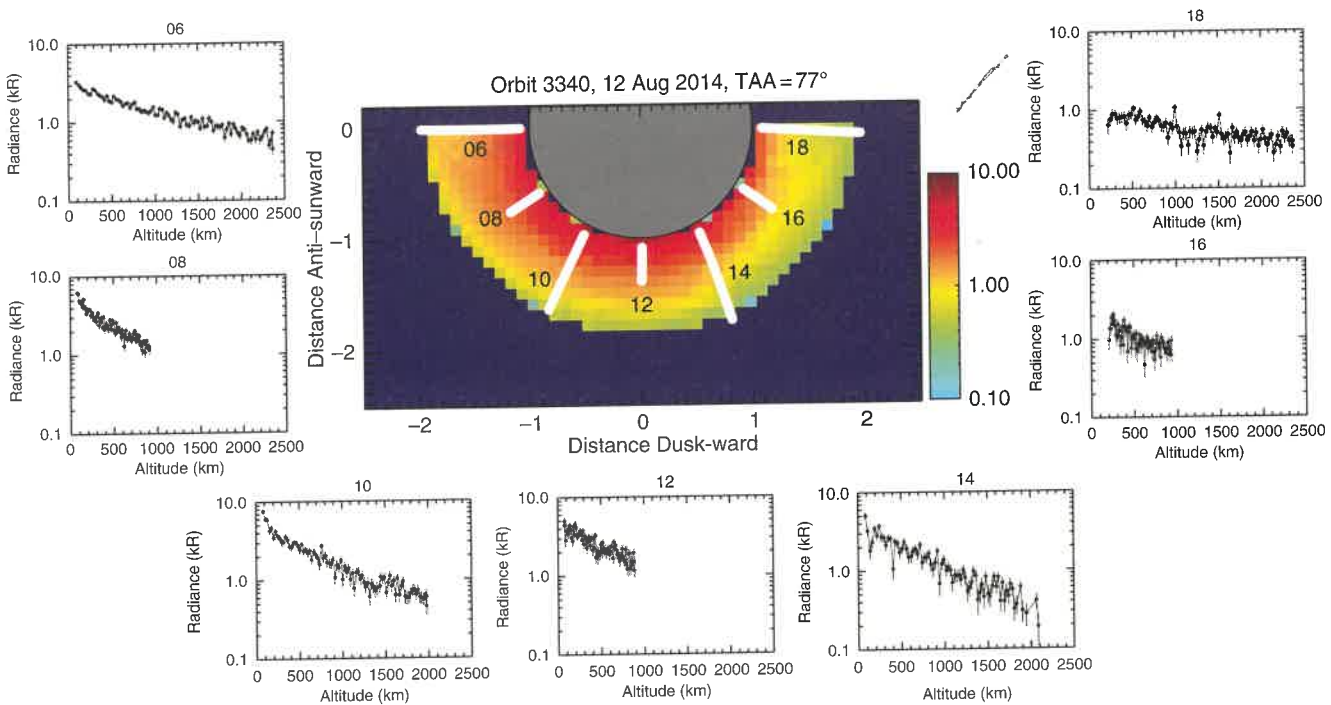 06
10.0
1.0
0.1
Radiance (kR)
0 500 1000 1500 2000 2500
Altitude (km)
08
10.0
1.0
0.1
Radiance (kR)
0 500 1000 1500 2000 2500
Altitude (km)
Orbit 3340, 12 Aug 2014, TAA = 77°
0
−1
−2
Distance Anti–sunward
06
08
10
12
14
16
18
−2 −1 0 1 2
Distance Dusk-ward
10.00
1.00
0.10
18
10.0
1.0
0.1
Radiance (kR)
0 500 1000 1500 2000 2500
Altitude (km)
16
10.0
1.0
0.1
Radiance (kR)
0 500 1000 1500 2000 2500
Altitude (km)
10
10.0
1.0
0.1
Radiance (kR)
0 500 1000 1500 2000 2500
Altitude (km)
12
10.0
1.0
0.1
Radiance (kR)
0 500 1000 1500 2000 2500
Altitude (km)
14
10.0
1.0
0.1
Radiance (kR)
0 500 1000 1500 2000 2500
Altitude (km)